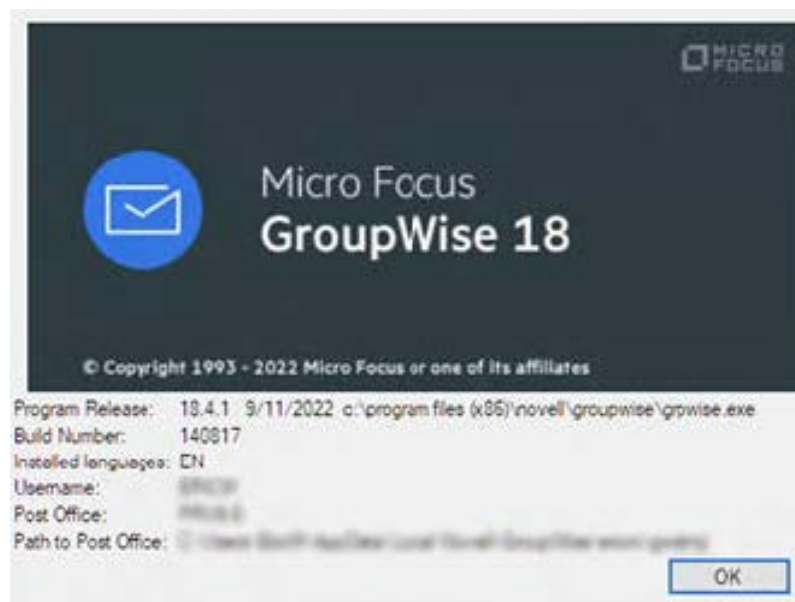 MICRO
FOCUS
Micro Focus
GroupWise 18
© Copyright 1993 - 2022 Micro Focus or one of its affiliates
Program Release: 18.4.1 9/11/2022 c:\program files (x86)\novell\groupwise\grpwise.exe
Build Number: 140817
Installed languages: EN
Username:
Post Office:
Path to Post Office:
OK